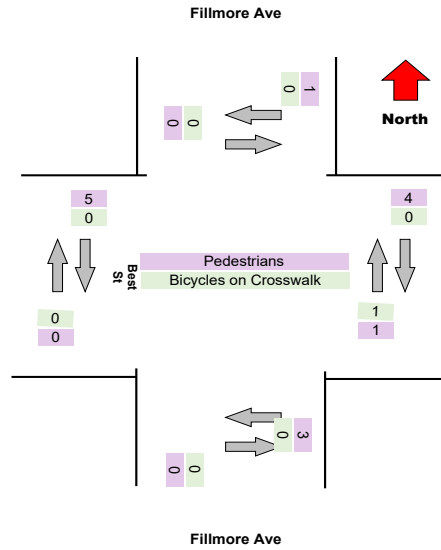 Fillmore Ave
0 1
0 0
North
5
0
4
0
Best St
Pedestrians
Bicycles on Crosswalk
0
0
1
1
0 3
0 0
Fillmore Ave